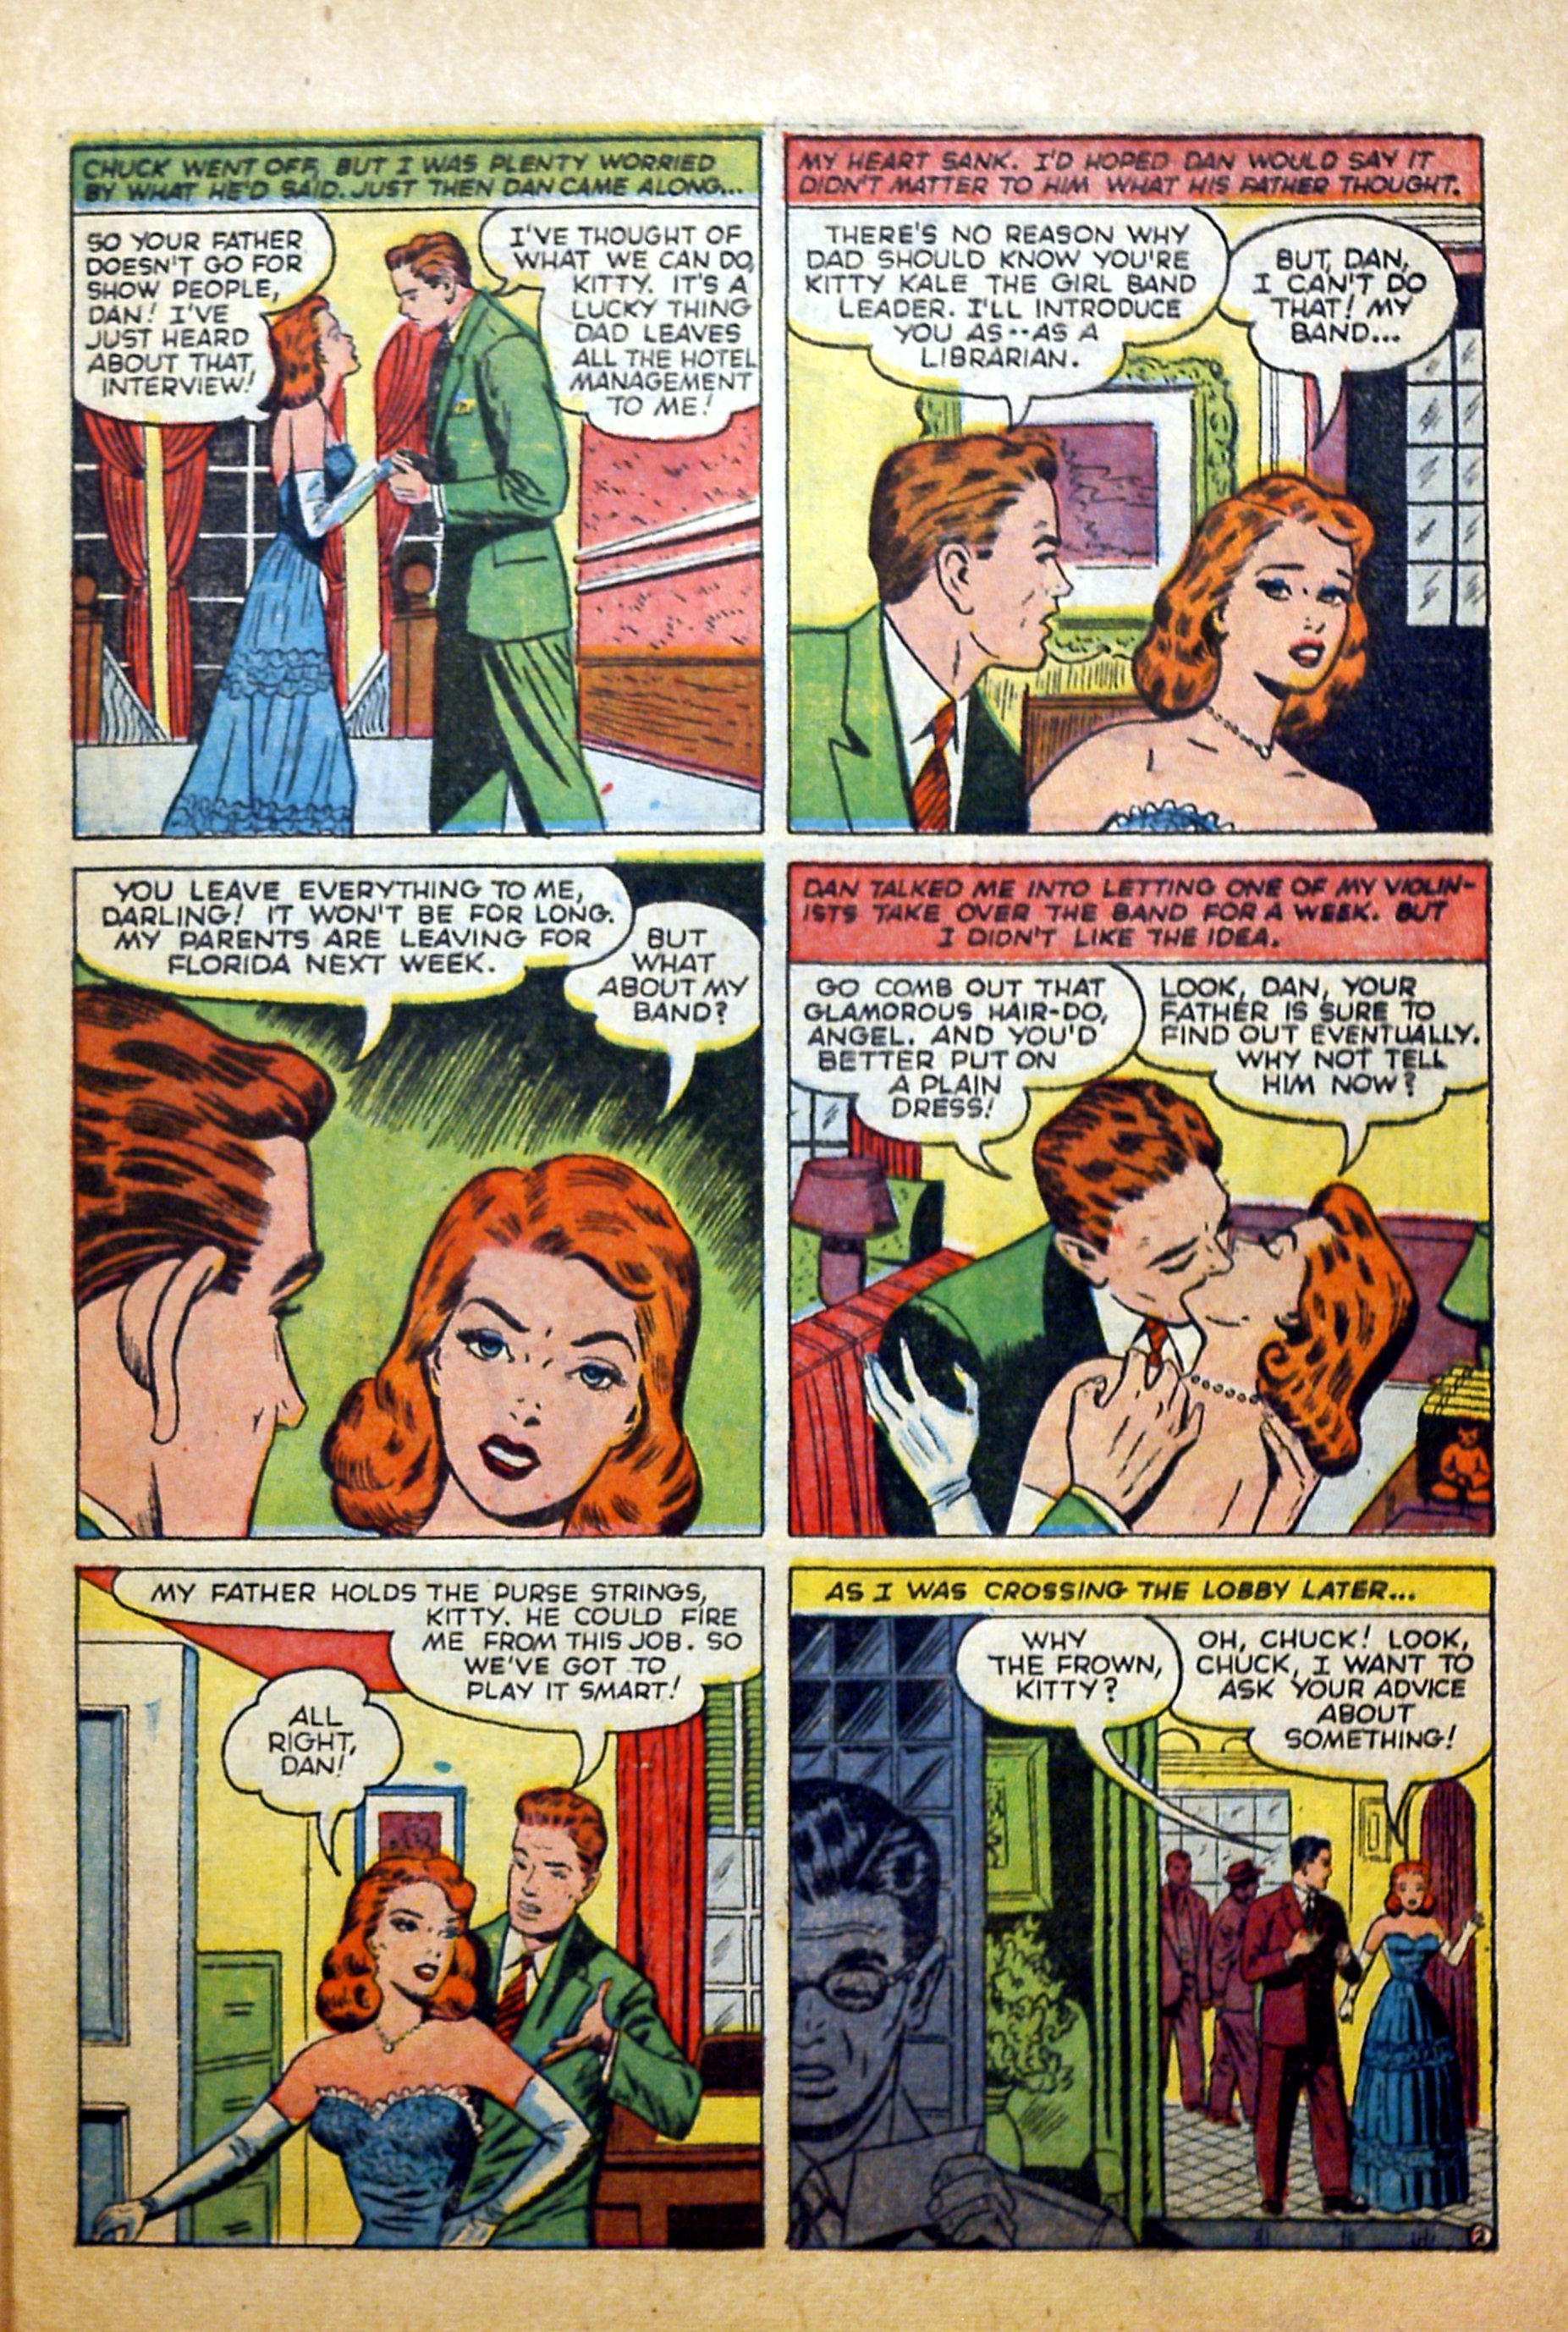 CHUCK WENT OFF, BUT I WAS PLENTY WORRIED
BY WHAT HE'D SAID. JUST THEN DAN CAME ALONG...
SO YOUR FATHER
DOESN'T GO FOR
SHOW PEOPLE,
DAN! I'VE
JUST HEARD
ABOUT THAT
INTERVIEW!
I'VE THOUGHT OF
WHAT WE CAN DO,
KITTY. IT'S A
LUCKY THING
DAD LEAVES
ALL THE HOTEL
MANAGEMENT
TO ME!
MY HEART SANK. I'D HOPED DAN WOULD SAY IT
DIDN'T MATTER TO HIM WHAT HIS FATHER THOUGHT.
THERE'S NO REASON WHY
DAD SHOULD KNOW YOU'RE
KITTY KALE THE GIRL BAND
LEADER. I'LL INTRODUCE
YOU AS--AS A
LIBRARIAN.
BUT, DAN,
I CAN'T DO
THAT! MY
BAND...
YOU LEAVE EVERYTHING TO ME,
DARLING! IT WON'T BE FOR LONG.
MY PARENTS ARE LEAVING FOR
FLORIDA NEXT WEEK.
BUT
WHAT
ABOUT MY
BAND?
DAN TALKED ME INTO LETTING ONE OF MY VIOLIN-
ISTS TAKE OVER THE BAND FOR A WEEK. BUT
I DIDN'T LIKE THE IDEA.
GO COMB OUT THAT
GLAMOROUS HAIR-DO,
ANGEL. AND YOU'D
BETTER PUT ON
A PLAIN
DRESS!
LOOK, DAN, YOUR
FATHER IS SURE TO
FIND OUT EVENTUALLY.
WHY NOT TELL
HIM NOW?
MY FATHER HOLDS THE PURSE STRINGS,
KITTY. HE COULD FIRE
ME FROM THIS JOB. SO
WE'VE GOT TO
PLAY IT SMART!
ALL
RIGHT,
DAN!
AS I WAS CROSSING THE LOBBY LATER...
WHY
THE FROWN,
KITTY?
OH, CHUCK! LOOK,
CHUCK, I WANT TO
ASK YOUR ADVICE
ABOUT
SOMETHING!
2